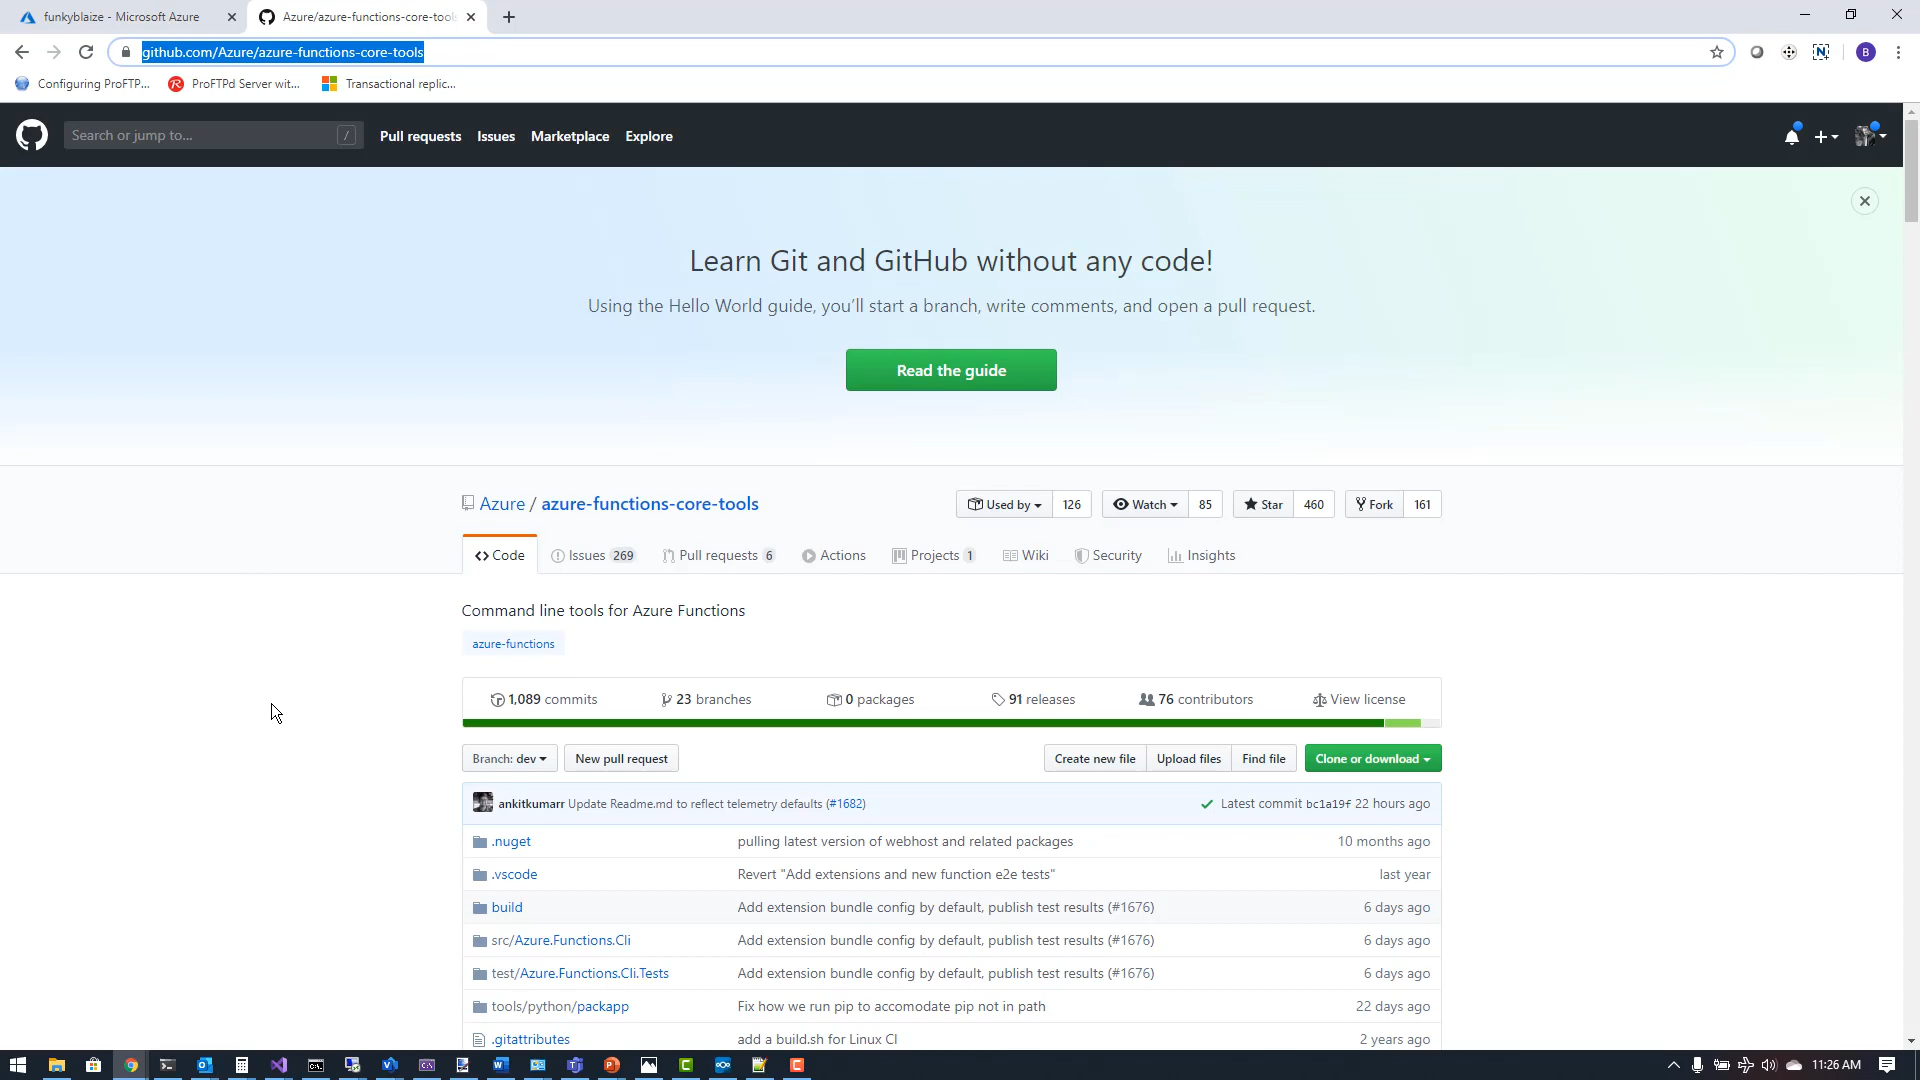 funkyblaize - Microsoft Azure
Azure/azure-functions-core-tools
github.com/Azure/azure-functions-core-tools
B
Configuring ProFTP...
ProFTPd Server wit...
Transactional replic...
Search or jump to...
/
Pull requests
Issues
Marketplace
Explore
Learn Git and GitHub without any code!
Using the Hello World guide, you’ll start a branch, write comments, and open a pull request.
Read the guide
Azure / azure-functions-core-tools
Used by 126
Watch 85
Star 460
Fork 161
Code
Issues 269
Pull requests 6
Actions
Projects 1
Wiki
Security
Insights
Command line tools for Azure Functions
azure-functions
1,089 commits
23 branches
0 packages
91 releases
76 contributors
View license
Branch: dev
New pull request
Create new file
Upload files
Find file
Clone or download
ankitkumarr Update Readme.md to reflect telemetry defaults (#1682)
Latest commit bc1a19f 22 hours ago
.nuget
pulling latest version of webhost and related packages
10 months ago
.vscode
Revert "Add extensions and new function e2e tests"
last year
build
Add extension bundle config by default, publish test results (#1676)
6 days ago
src/Azure.Functions.Cli
Add extension bundle config by default, publish test results (#1676)
6 days ago
test/Azure.Functions.Cli.Tests
Add extension bundle config by default, publish test results (#1676)
6 days ago
tools/python/packapp
Fix how we run pip to accomodate pip not in path
22 days ago
.gitattributes
add a build.sh for Linux CI
2 years ago
11:26 AM